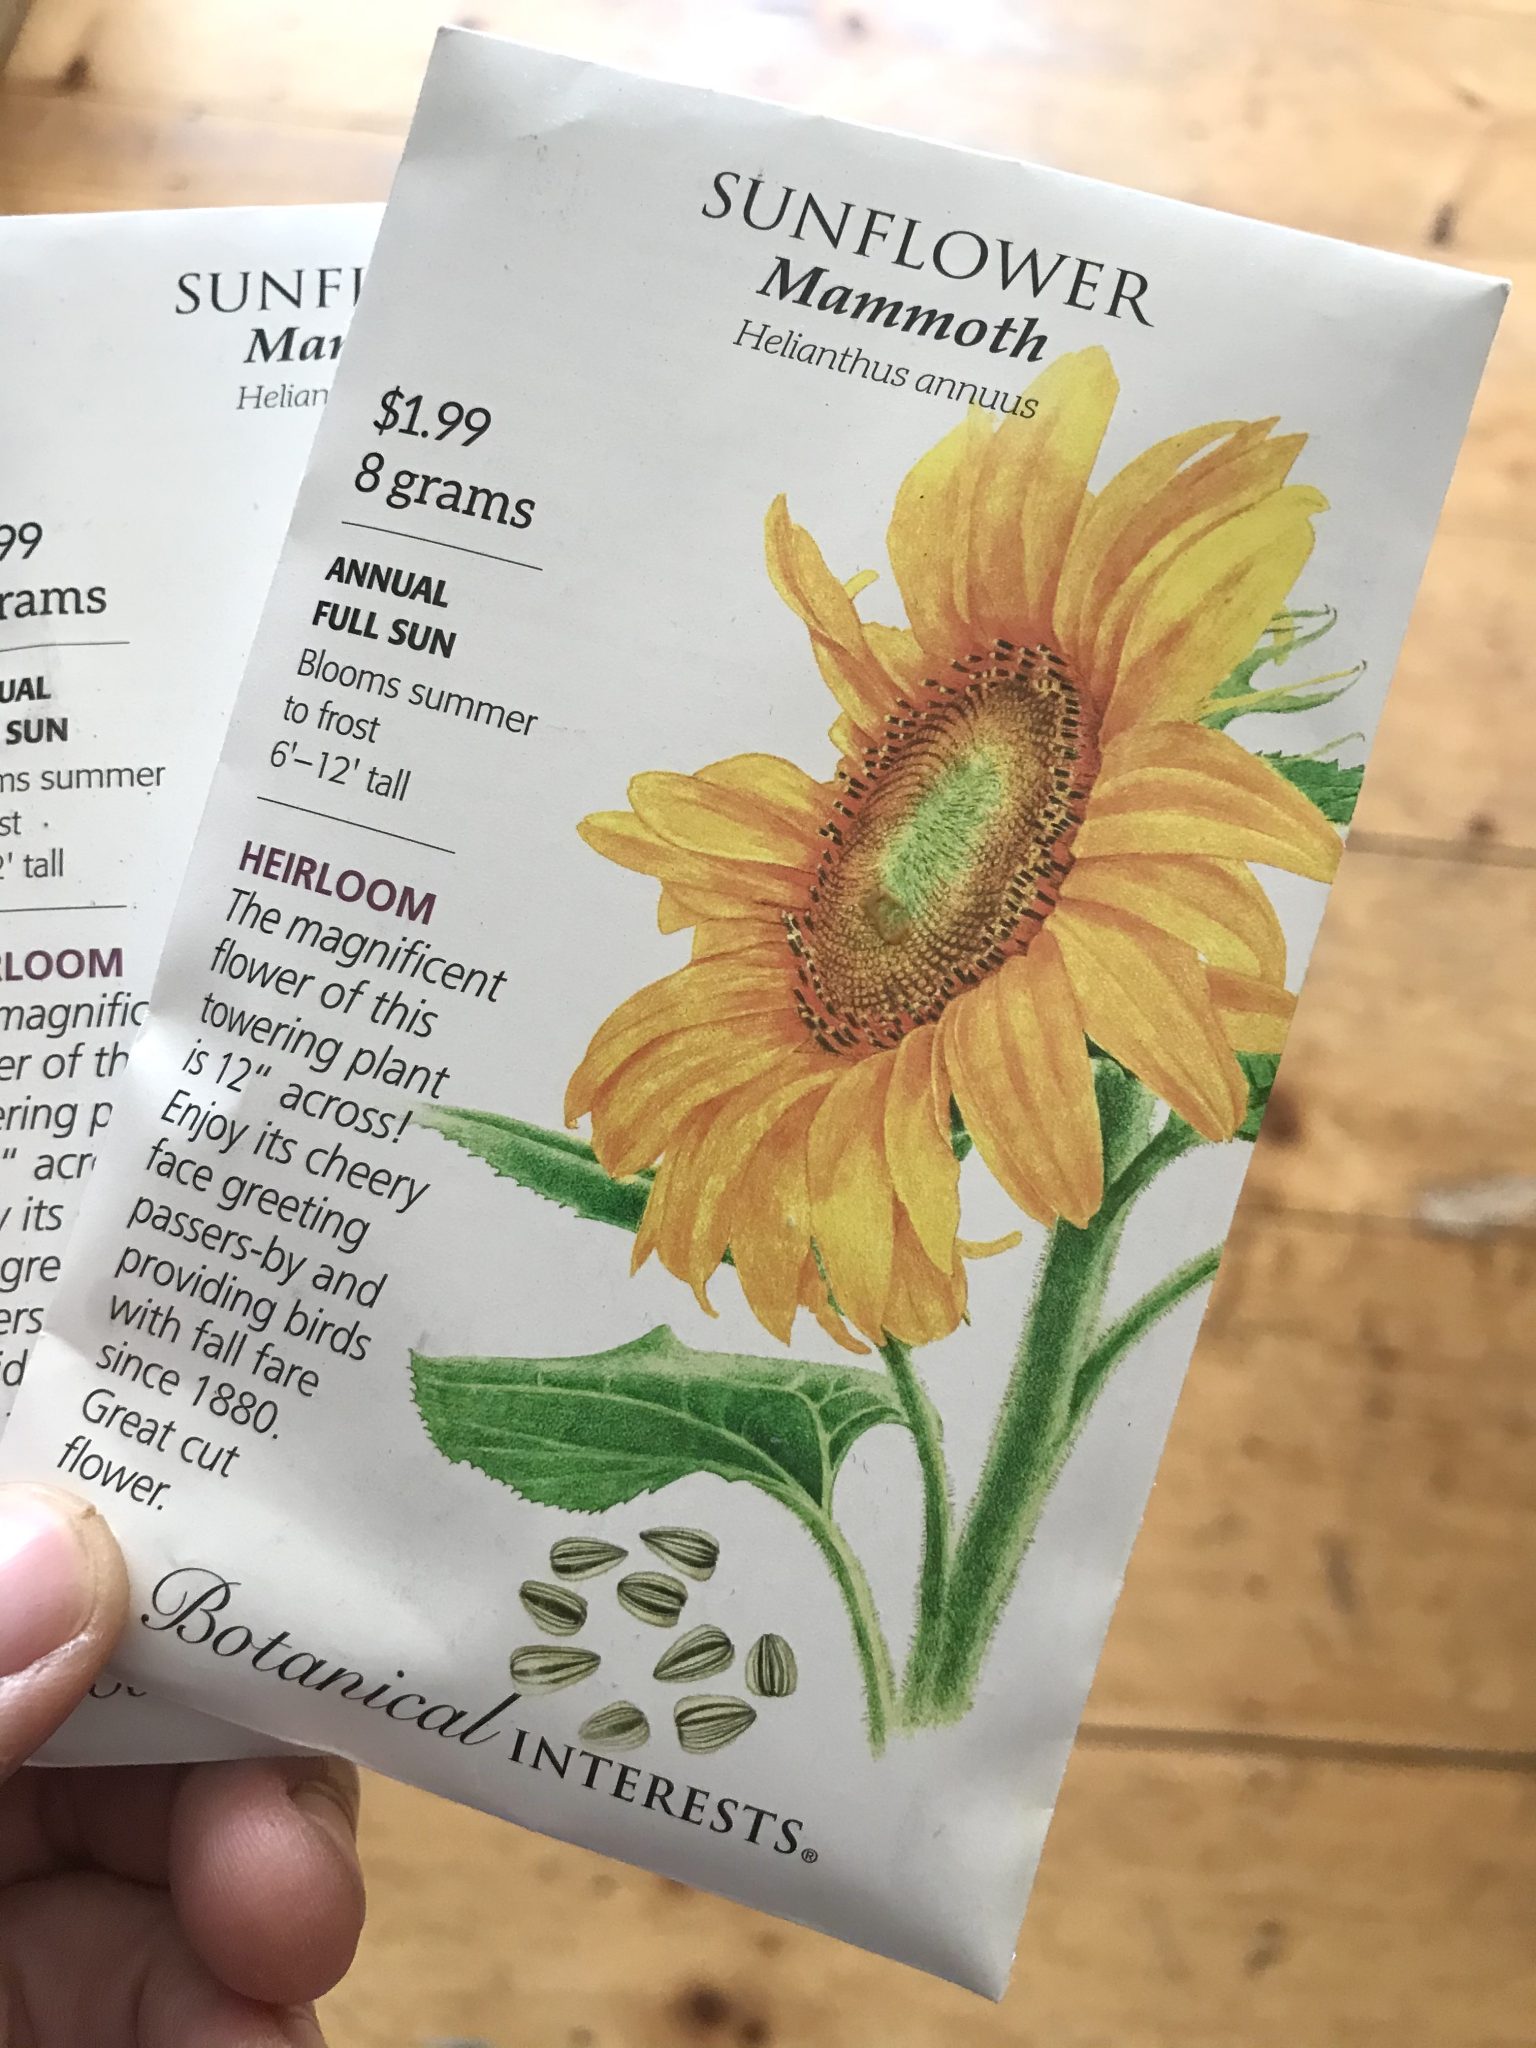 SUNFLOWER
Mammoth
Helianthus annuus
$1.99
8 grams
ANNUAL
FULL SUN
Blooms summer
to frost
6'–12' tall
HEIRLOOM
The magnificent
flower of this
towering plant
is 12“ across!
Enjoy its cheery
face greeting
passers-by and
providing birds
with fall fare
since 1880.
Great cut
flower.
Botanical INTERESTS®
SUNF
Mam
Helian
99
rams
UAL
SUN
ms summer
st
2' tall
RLOOM
magnific
er of th
ering p
“ acr
y its
gre
ers
id